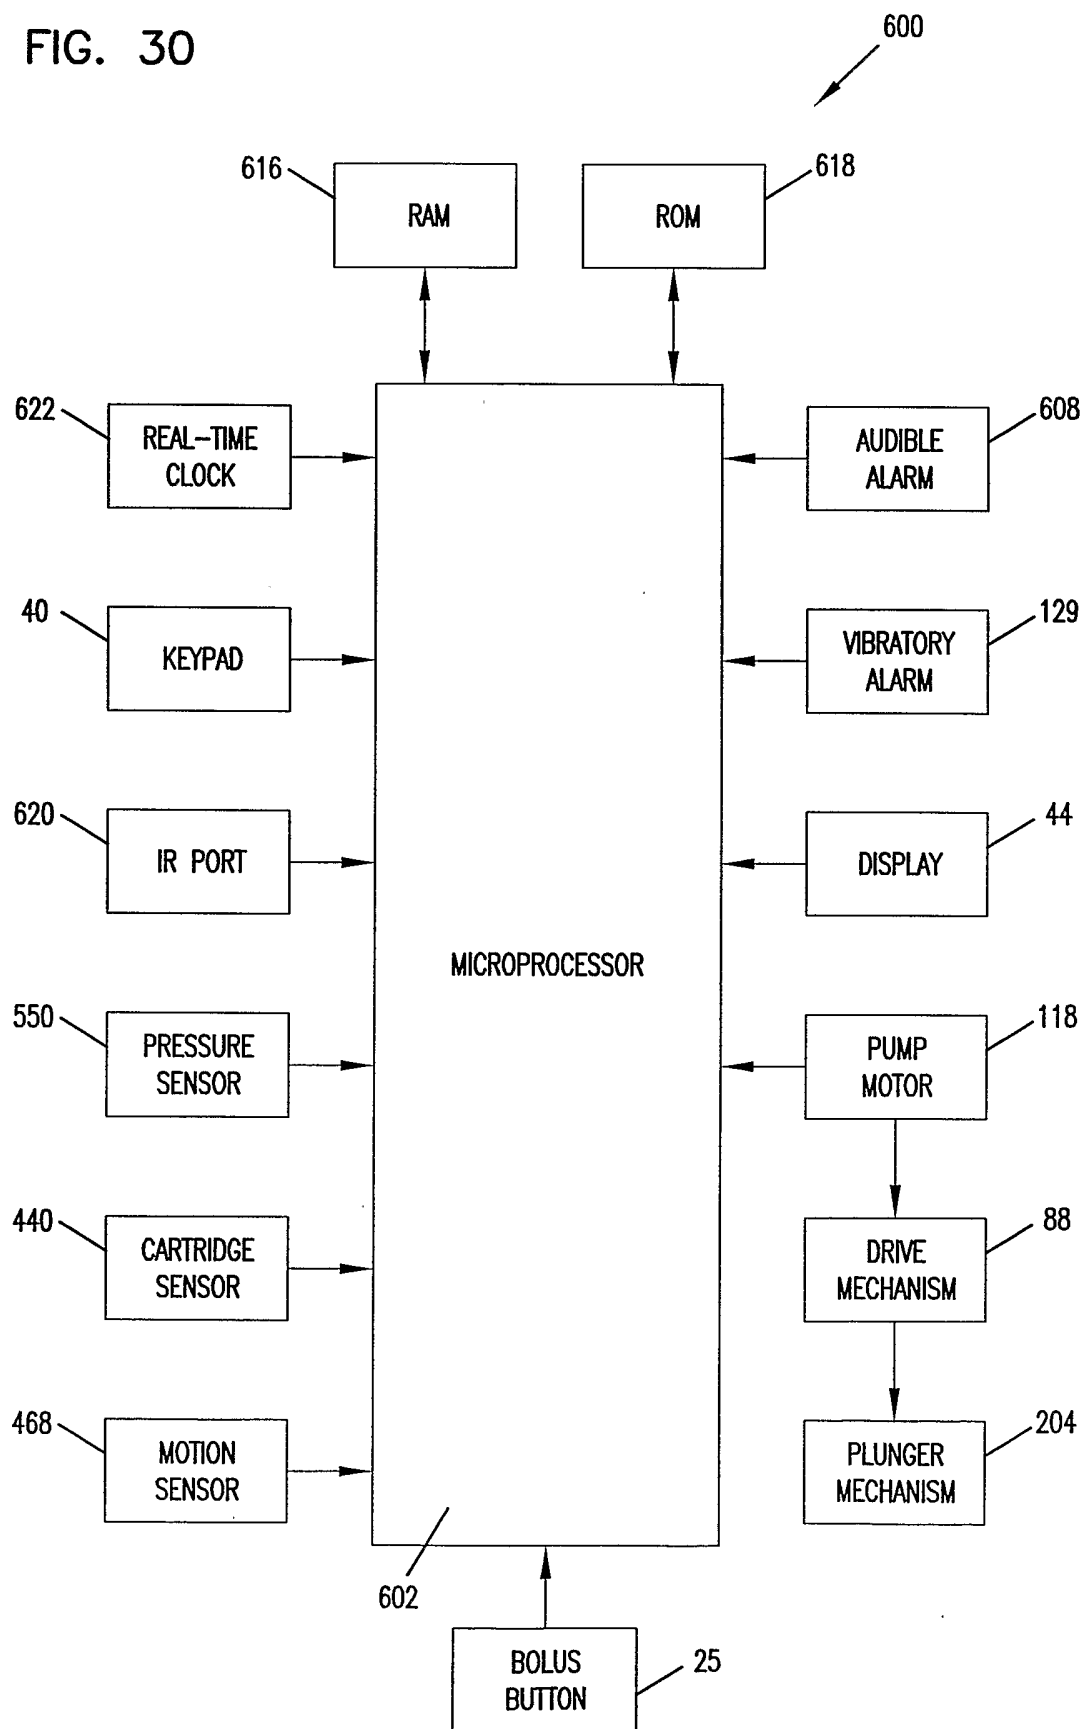 FIG. 30
600
616
RAM
ROM
618
622
REAL-TIME
CLOCK
AUDIBLE
ALARM
608
40
KEYPAD
VIBRATORY
ALARM
129
620
IR PORT
DISPLAY
44
MICROPROCESSOR
550
PRESSURE
SENSOR
PUMP
MOTOR
118
440
CARTRIDGE
SENSOR
DRIVE
MECHANISM
88
468
MOTION
SENSOR
PLUNGER
MECHANISM
204
602
BOLUS
BUTTON
25